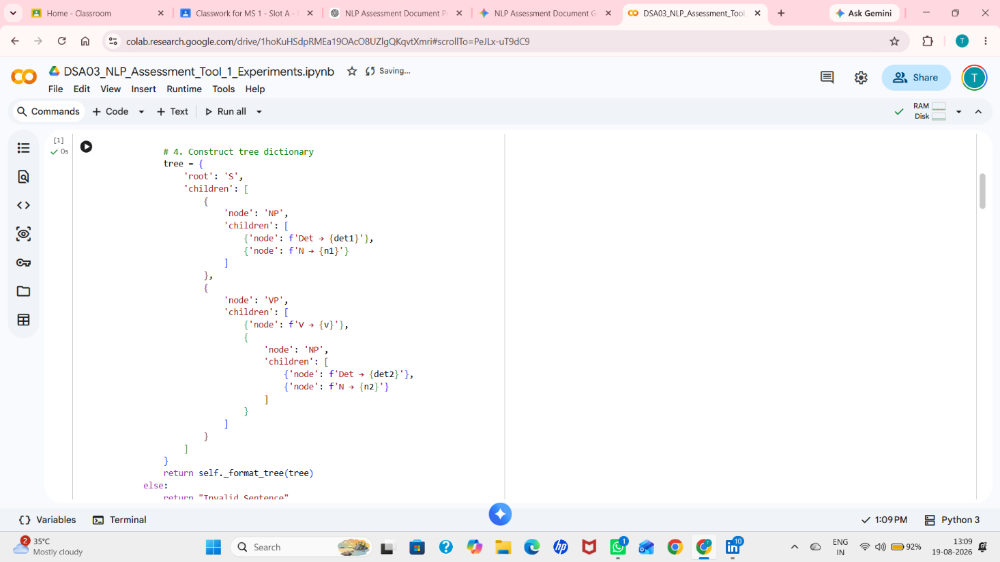 Home - Classroom
Classwork for MS 1 - Slot A -
NLP Assessment Document P
NLP Assessment Document G
DSA03_NLP_Assessment_Tool_
Ask Gemini
colab.research.google.com/drive/1hoKuHSdpRMEa19OAcO8UZlgQKqvtXmri#scrollTo=PeJLx-uT9dC9
T
CO
DSA03_NLP_Assessment_Tool_1_Experiments.ipynb
Saving...
File Edit View Insert Runtime Tools Help
Share
T
Commands + Code + Text Run all
RAM
Disk
[1]
0s
# 4. Construct tree dictionary
tree = {
'root': 'S',
'children': [
{
'node': 'NP',
'children': [
{'node': f'Det → {det1}'},
{'node': f'N → {n1}'}
]
},
{
'node': 'VP',
'children': [
{'node': f'V → {v}'},
{
'node': 'NP',
'children': [
{'node': f'Det → {det2}'},
{'node': f'N → {n2}'}
]
}
]
}
]
}
return self._format_tree(tree)
else:
return "Invalid Sentence"
{} Variables
Terminal
1:09 PM
Python 3
2
35°C
Mostly cloudy
Search
1
10
ENG
IN
92%
13:09
19-08-2026